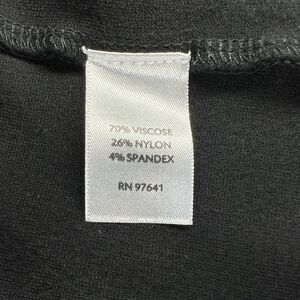 70% VISCOSE
26% NYLON
4% SPANDEX
RN 97641